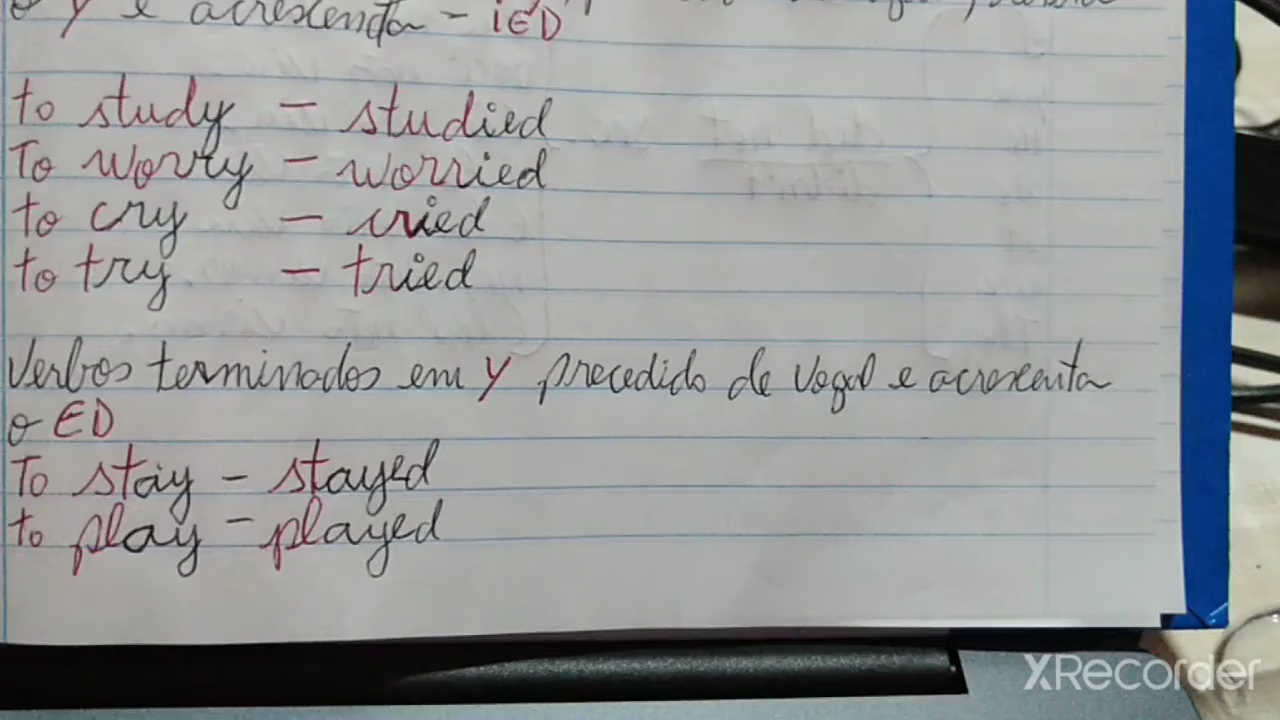 o y e acrescenta - iED
to study - studied
To worry - worried
to cry - cried
to try - tried
Verbos terminados em y precedido de vogal e acrescenta
o ED
To stay - stayed
to play - played
XRecorder